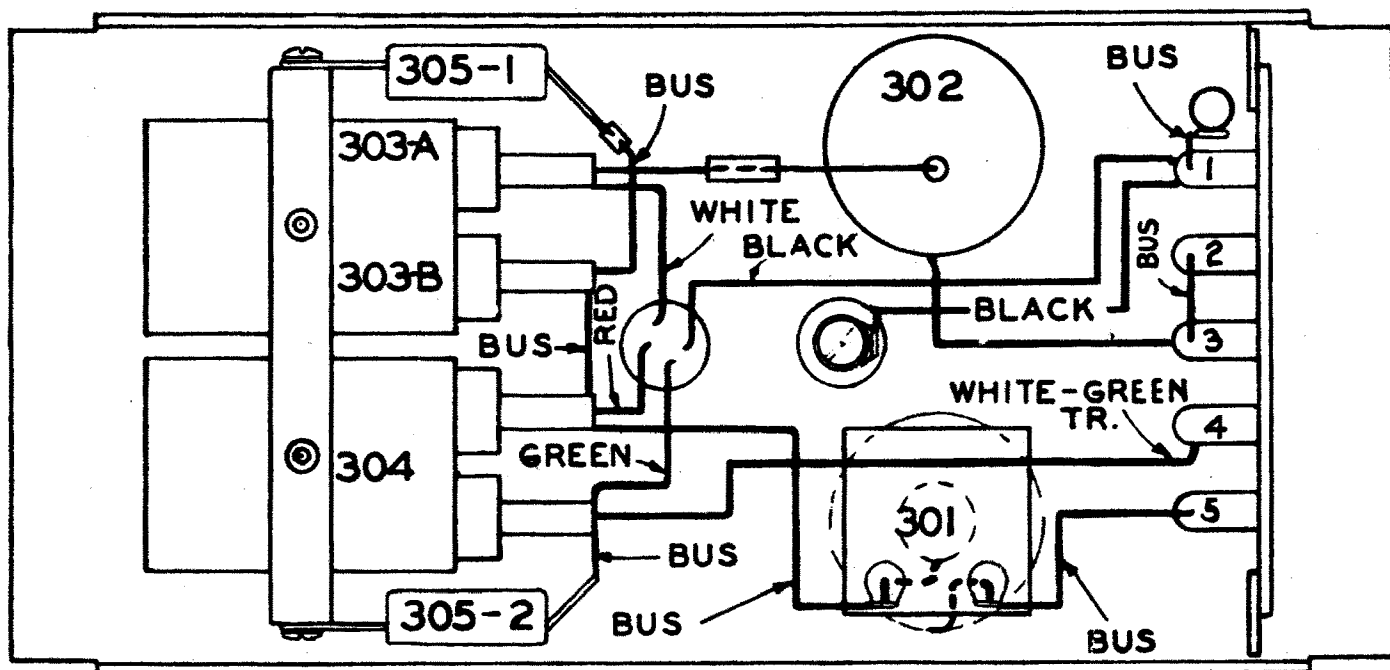 305-1
BUS
302
BUS
303-A
1
WHITE
BLACK
BUS
2
303-B
RED
BLACK
BUS
3
WHITE-GREEN
TR.
4
304
GREEN
301
5
BUS
305-2
BUS
BUS